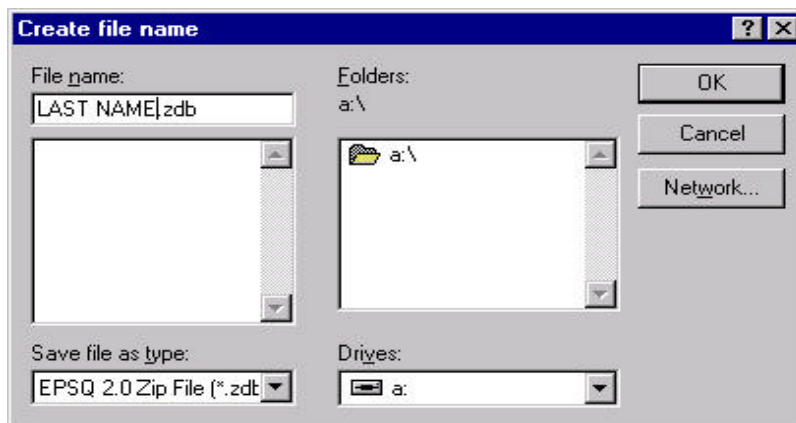 Create file name
File name:
LAST NAME.zdb
Folders:
a:\
a:\
OK
Cancel
Network...
Save file as type:
EPSQ 2.0 Zip File (*.zdb
Drives:
a: